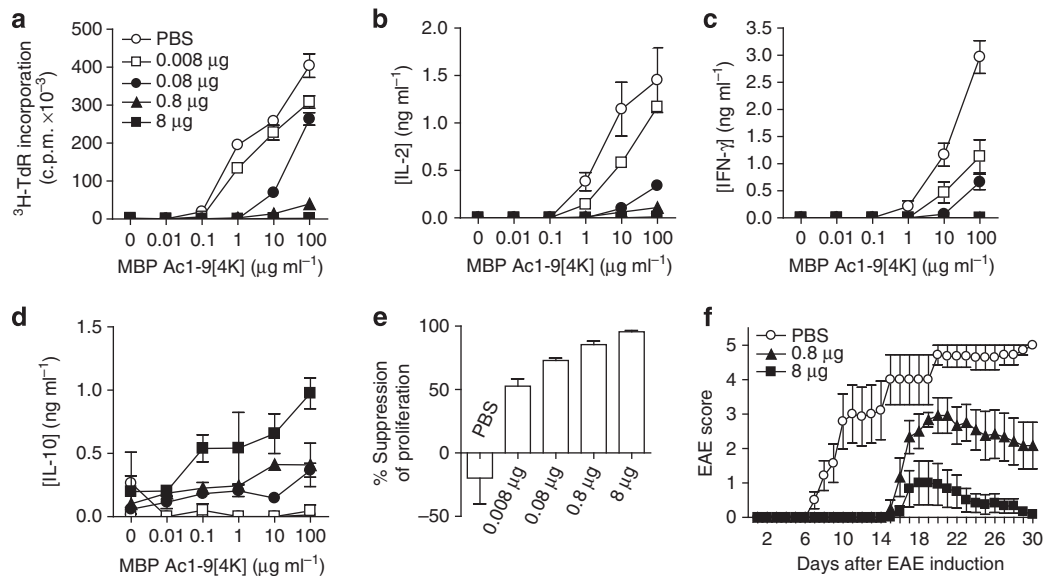 a
³H-TdR incorporation
(c.p.m. ×10⁻³)
500
400
300
200
100
0
PBS
0.008 µg
0.08 µg
0.8 µg
8 µg
0 0.01 0.1 1 10 100
MBP Ac1-9[4K] (µg ml⁻¹)
b
[IL-2] (ng ml⁻¹)
2.0
1.5
1.0
0.5
0.0
0 0.01 0.1 1 10 100
MBP Ac1-9[4K] (µg ml⁻¹)
c
[IFN-γ] (ng ml⁻¹)
3.5
3.0
2.5
2.0
1.5
1.0
0.5
0.0
0 0.01 0.1 1 10 100
MBP Ac1-9[4K] (µg ml⁻¹)
d
[IL-10] (ng ml⁻¹)
1.5
1.0
0.5
0.0
0 0.01 0.1 1 10 100
MBP Ac1-9[4K] (µg ml⁻¹)
e
% Suppression
of proliferation
100
50
0
−50
PBS
0.008 µg
0.08 µg
0.8 µg
8 µg
f
EAE score
5
4
3
2
1
0
PBS
0.8 µg
8 µg
2 6 10 14 18 22 26 30
Days after EAE induction